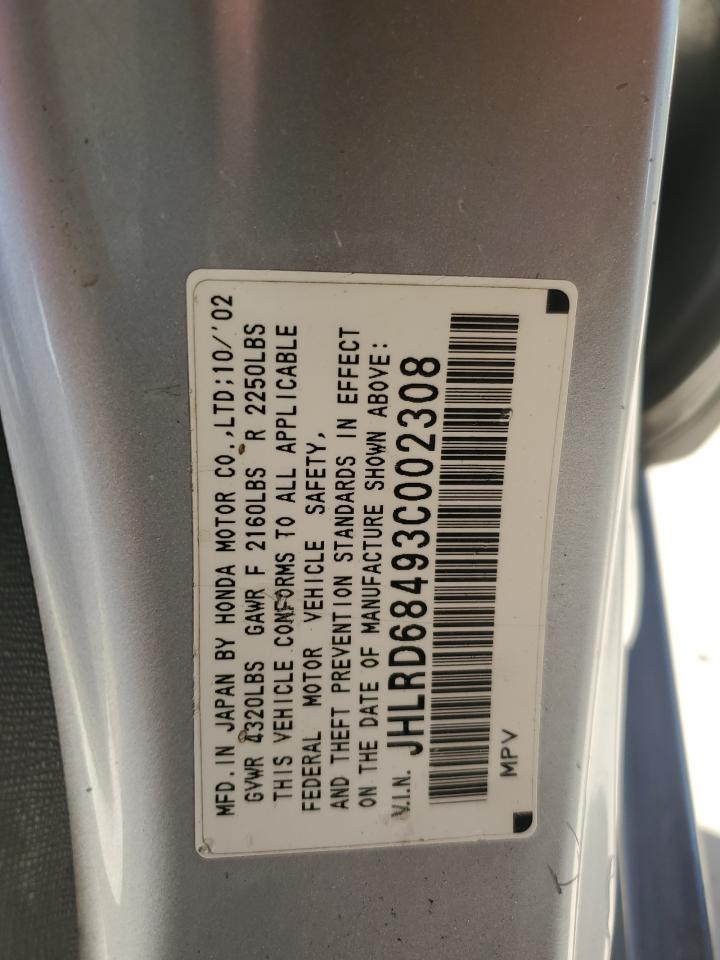 MFD. IN JAPAN BY HONDA MOTOR CO., LTD; 10/'02
GVWR 4320LBS GAWR F 2160LBS R 2250LBS
THIS VEHICLE CONFORMS TO ALL APPLICABLE
FEDERAL MOTOR VEHICLE SAFETY,
AND THEFT PREVENTION STANDARDS IN EFFECT
ON THE DATE OF MANUFACTURE SHOWN ABOVE:
V.I.N. JHLRD68493C002308
MPV